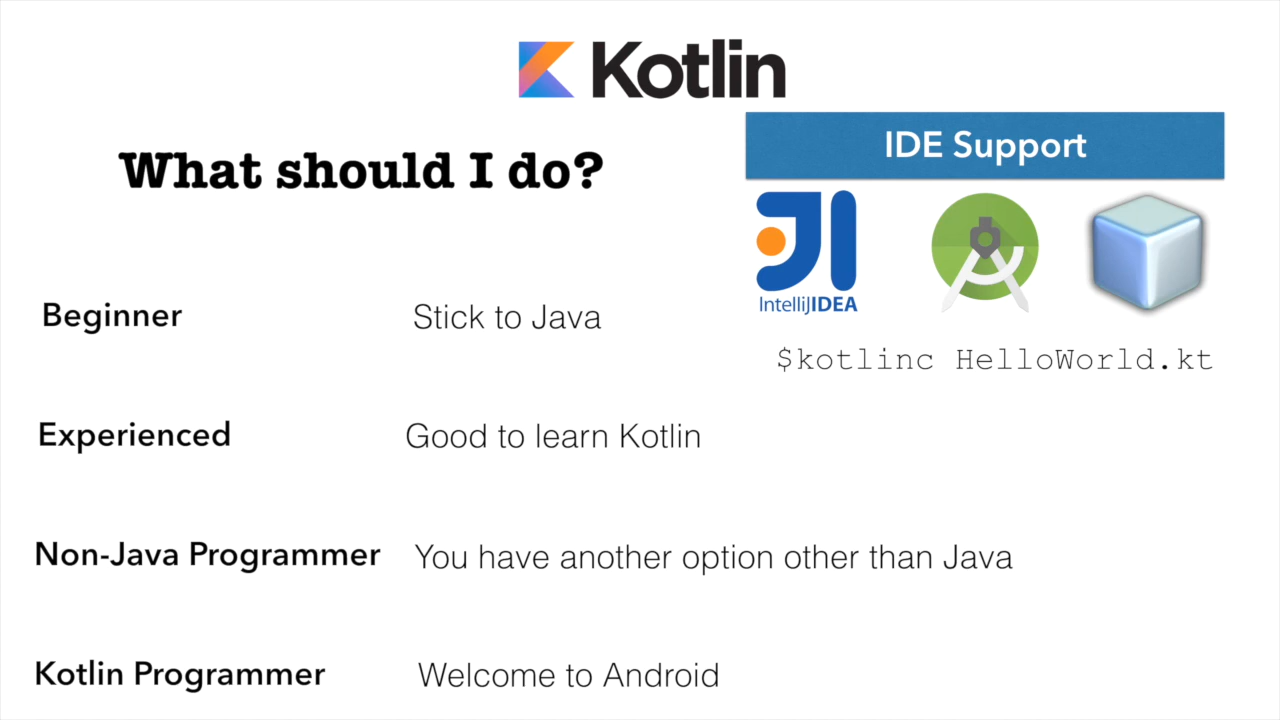 Kotlin
What should I do?
IDE Support
IntelliJIDEA
$kotlinc HelloWorld.kt
Beginner Stick to Java
Experienced Good to learn Kotlin
Non-Java Programmer You have another option other than Java
Kotlin Programmer Welcome to Android